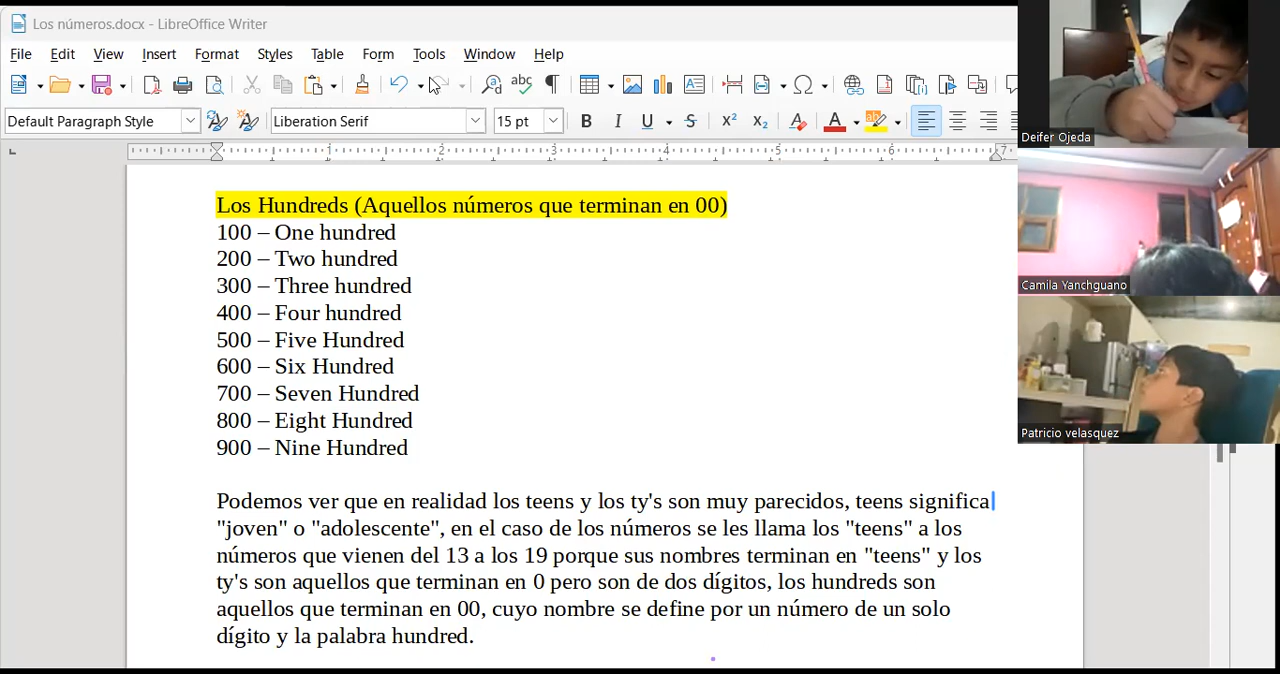 Los números.docx - LibreOffice Writer
File Edit View Insert Format Styles Table Form Tools Window Help
Default Paragraph Style Liberation Serif 15 pt
1 2 3 4 5 6 7
Los Hundreds (Aquellos números que terminan en 00)
100 – One hundred
200 – Two hundred
300 – Three hundred
400 – Four hundred
500 – Five Hundred
600 – Six Hundred
700 – Seven Hundred
800 – Eight Hundred
900 – Nine Hundred
Podemos ver que en realidad los teens y los ty's son muy parecidos, teens significa
"joven" o "adolescente", en el caso de los números se les llama los "teens" a los
números que vienen del 13 a los 19 porque sus nombres terminan en "teens" y los
ty's son aquellos que terminan en 0 pero son de dos dígitos, los hundreds son
aquellos que terminan en 00, cuyo nombre se define por un número de un solo
dígito y la palabra hundred.
Deifer Ojeda
Camila Yanchguano
Patricio velasquez